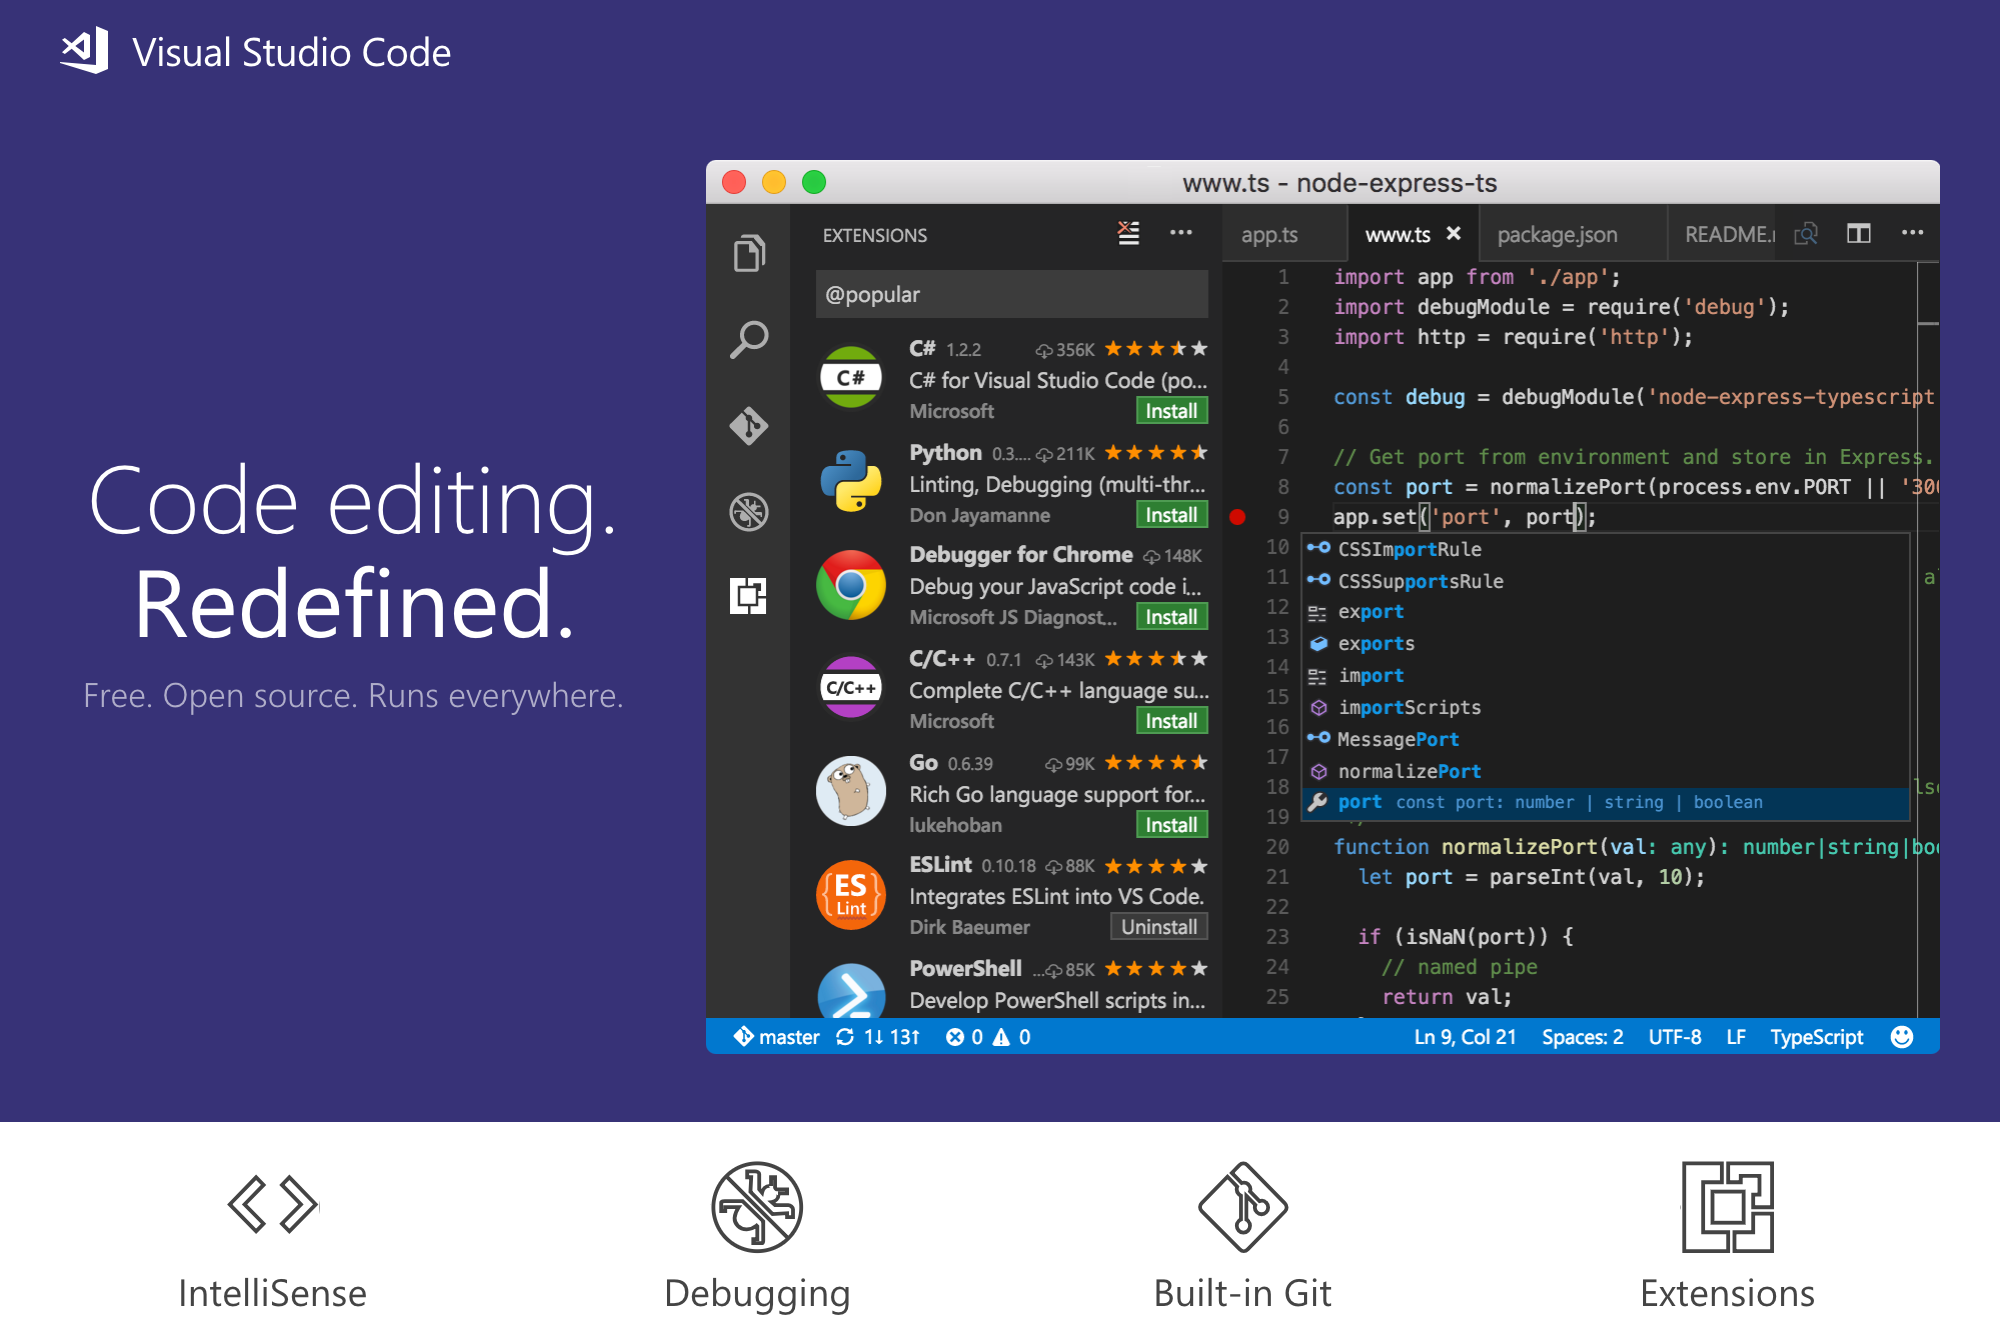 Visual Studio Code
Code editing.
Redefined.
Free. Open source. Runs everywhere.
www.ts - node-express-ts
EXTENSIONS
@popular
C# 1.2.2 356K
C#
C# for Visual Studio Code (po...
Microsoft Install
Python 0.3.... 211K
Linting, Debugging (multi-thr...
Don Jayamanne Install
Debugger for Chrome 148K
Debug your JavaScript code i...
Microsoft JS Diagnost... Install
C/C++ 0.7.1 143K
C/C++
Complete C/C++ language su...
Microsoft Install
Go 0.6.39 99K
Rich Go language support for...
lukehoban Install
ESLint 0.10.18 88K
{ES}
Lint
Integrates ESLint into VS Code.
Dirk Baeumer Uninstall
PowerShell ... 85K
Develop PowerShell scripts in...
app.ts www.ts package.json README.
1 import app from './app';
2 import debugModule = require('debug');
3 import http = require('http');
4
5 const debug = debugModule('node-express-typescript
6
7 // Get port from environment and store in Express.
8 const port = normalizePort(process.env.PORT || '300
9 app.set('port', port);
10 CSSImportRule
11 CSSSupportsRule
12 export
13 exports
14 import
15 importScripts
16 MessagePort
17 normalizePort
18 port const port: number | string | boolean
19
20 function normalizePort(val: any): number|string|boo
21 let port = parseInt(val, 10);
22
23 if (isNaN(port)) {
24 // named pipe
25 return val;
master 1↓ 13↑ 0 0 Ln 9, Col 21 Spaces: 2 UTF-8 LF TypeScript
IntelliSense
Debugging
Built-in Git
Extensions